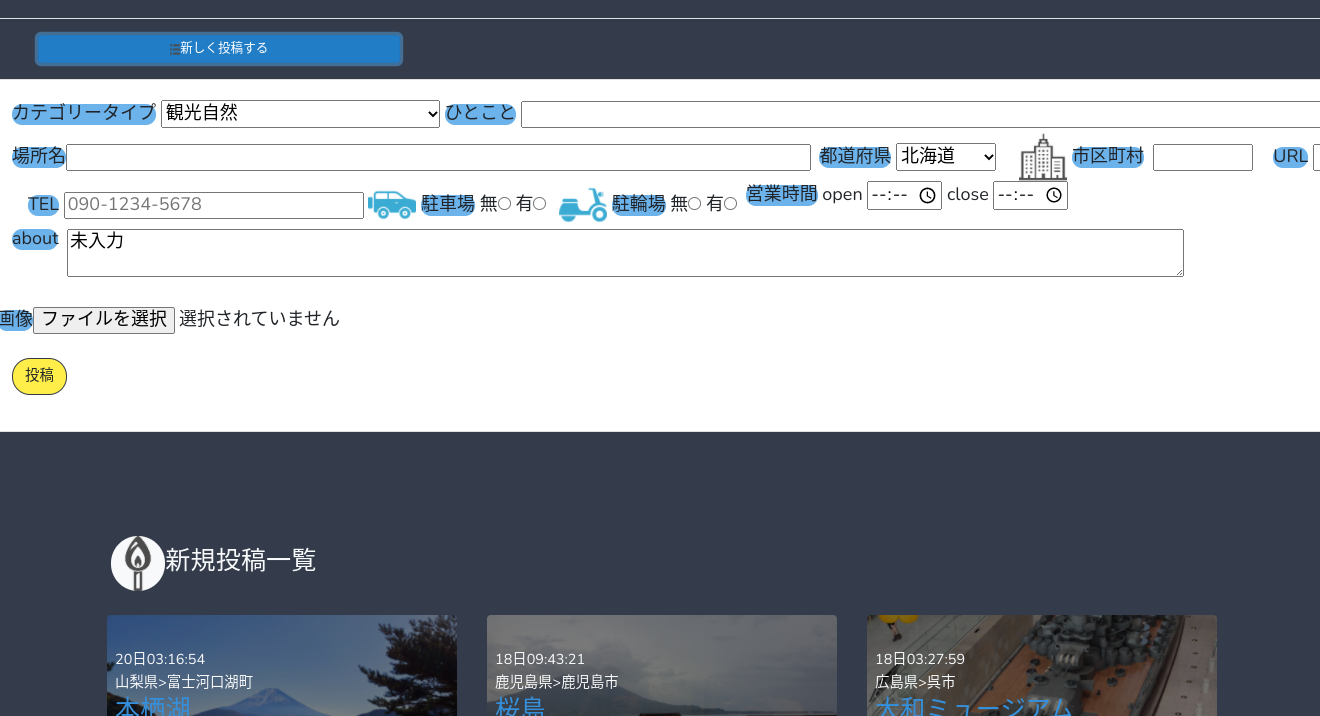 新しく投稿する
カテゴリータイプ 観光自然 ひとこと
場所名 都道府県 北海道 市区町村 URL
TEL 090-1234-5678 駐車場 無 有 駐輪場 無 有 営業時間 open --:-- close --:--
about 未入力
画像 ファイルを選択 選択されていません
投稿
新規投稿一覧
20日03:16:54
山梨県>富士河口湖町
本栖湖
18日09:43:21
鹿児島県>鹿児島市
桜島
18日03:27:59
広島県>呉市
大和ミュージアム